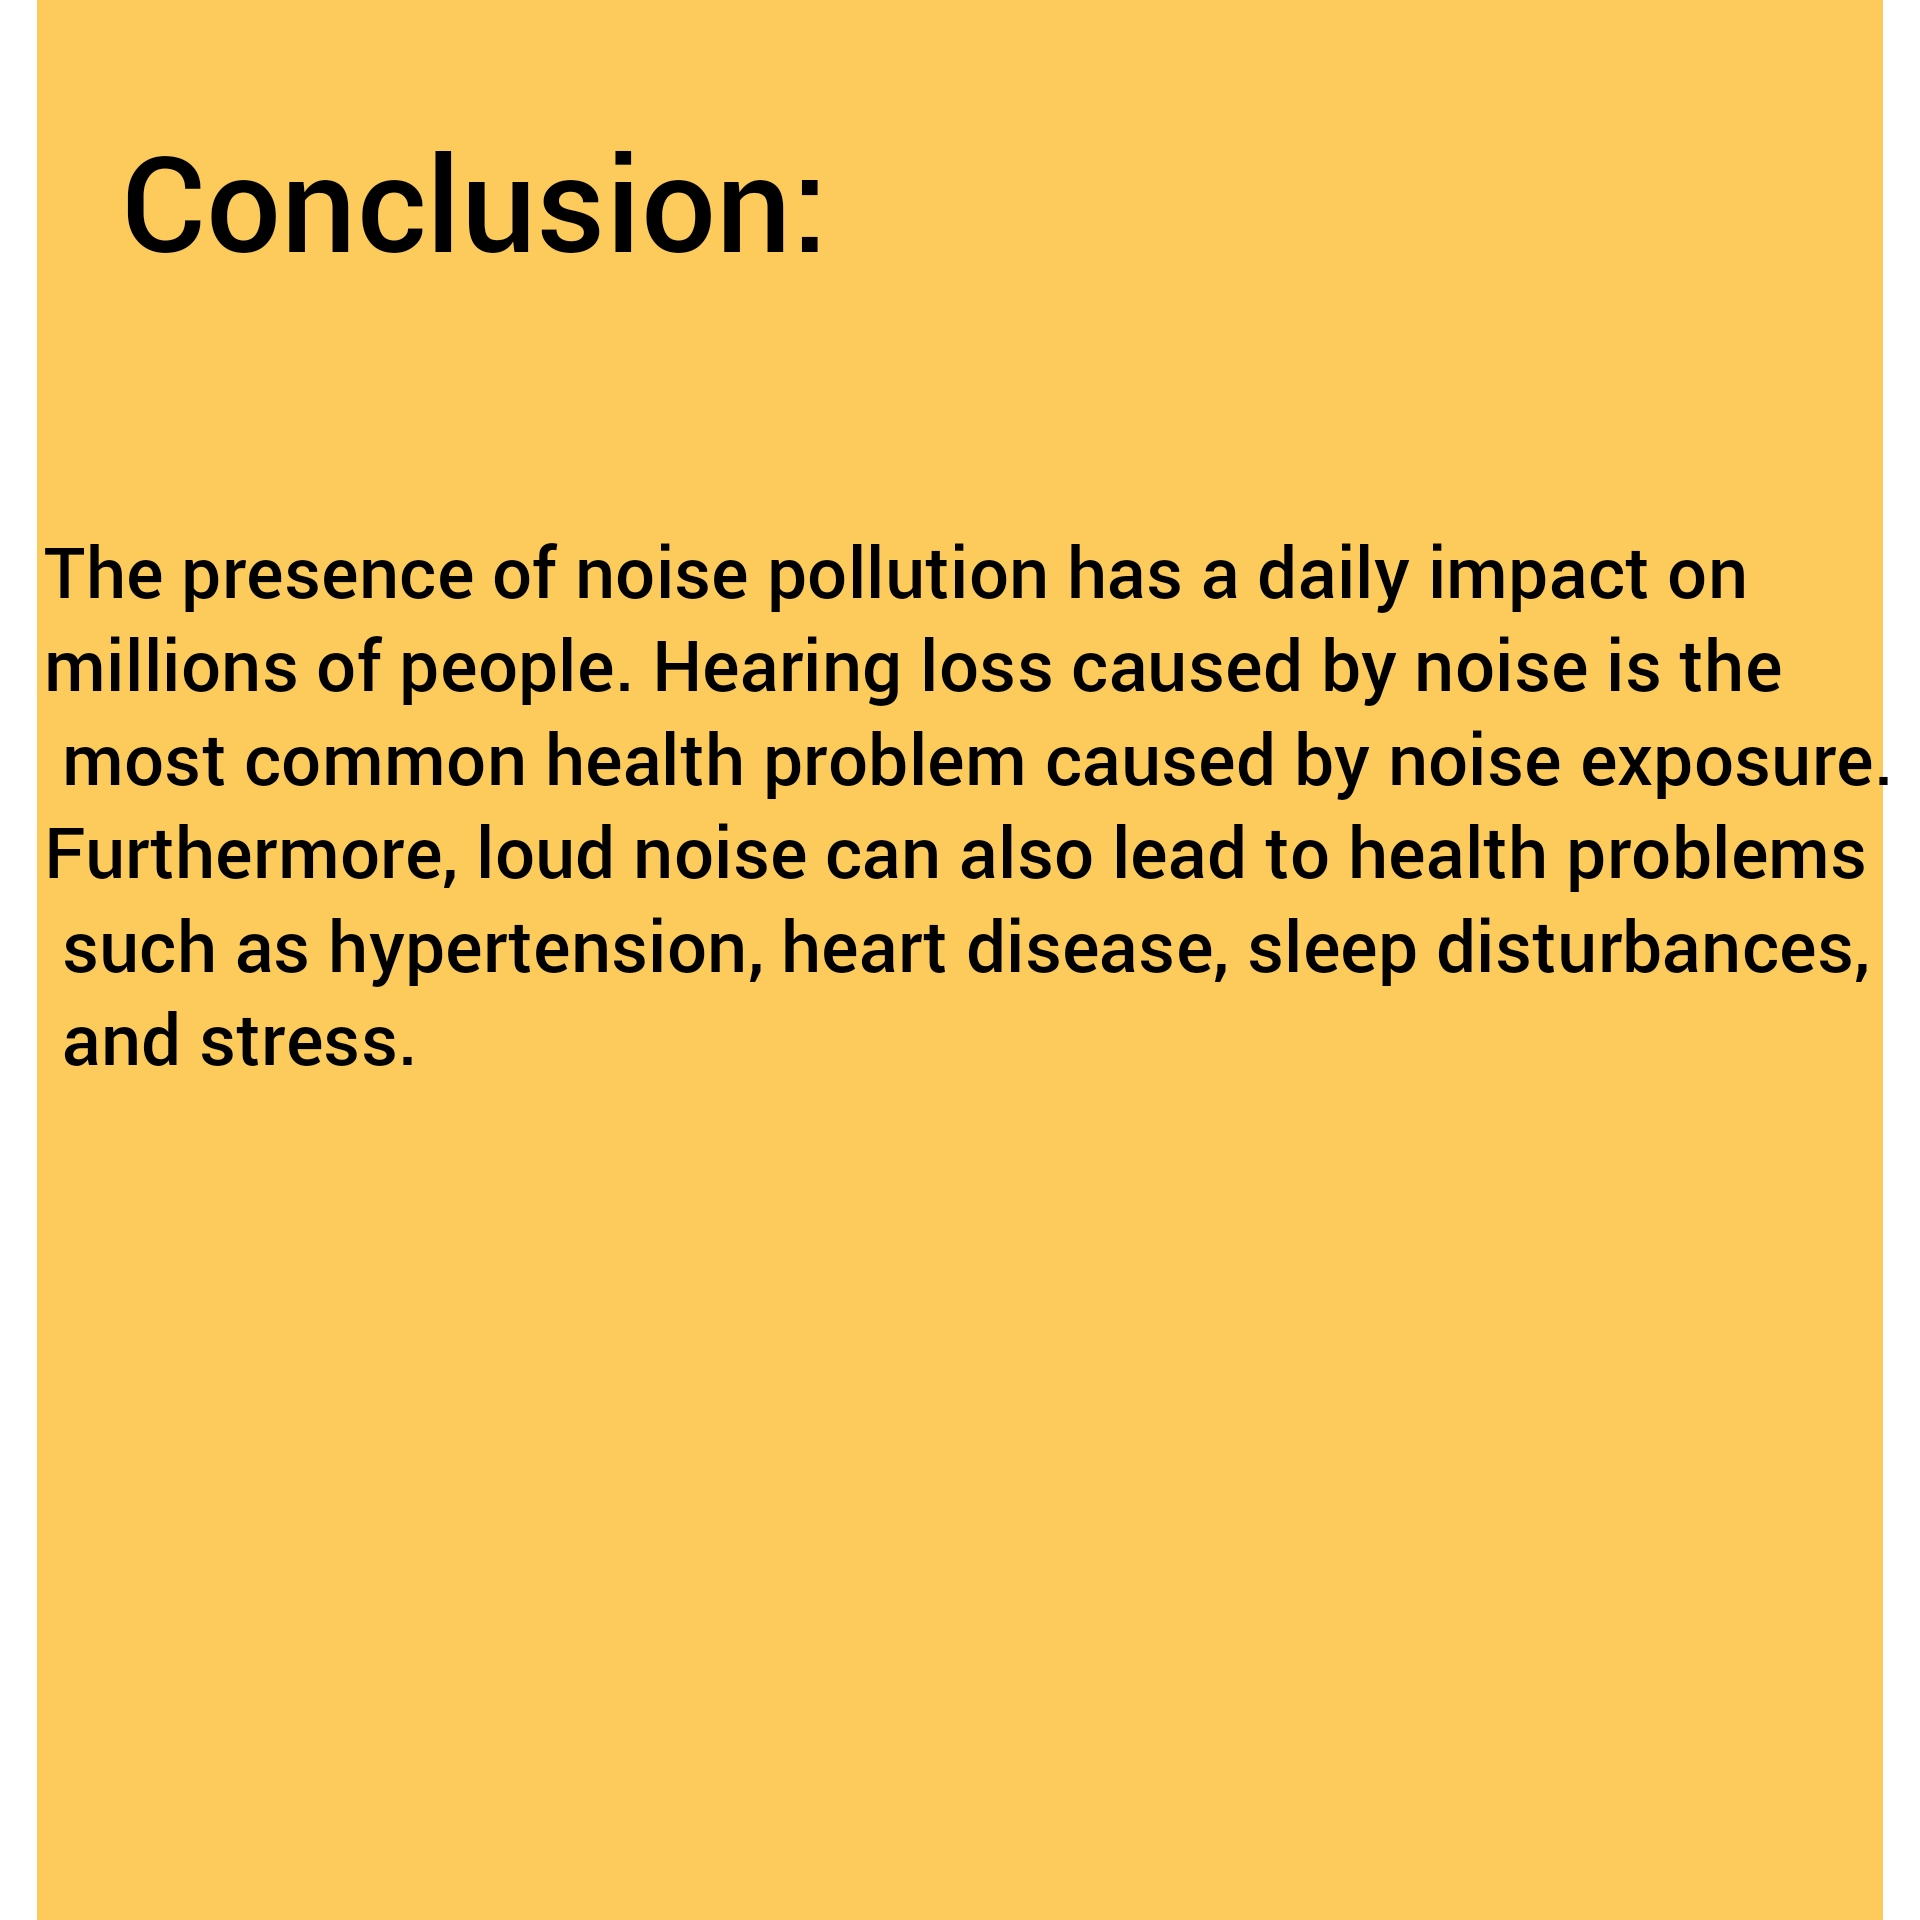 Conclusion:
The presence of noise pollution has a daily impact on
millions of people. Hearing loss caused by noise is the
most common health problem caused by noise exposure.
Furthermore, loud noise can also lead to health problems
such as hypertension, heart disease, sleep disturbances,
and stress.